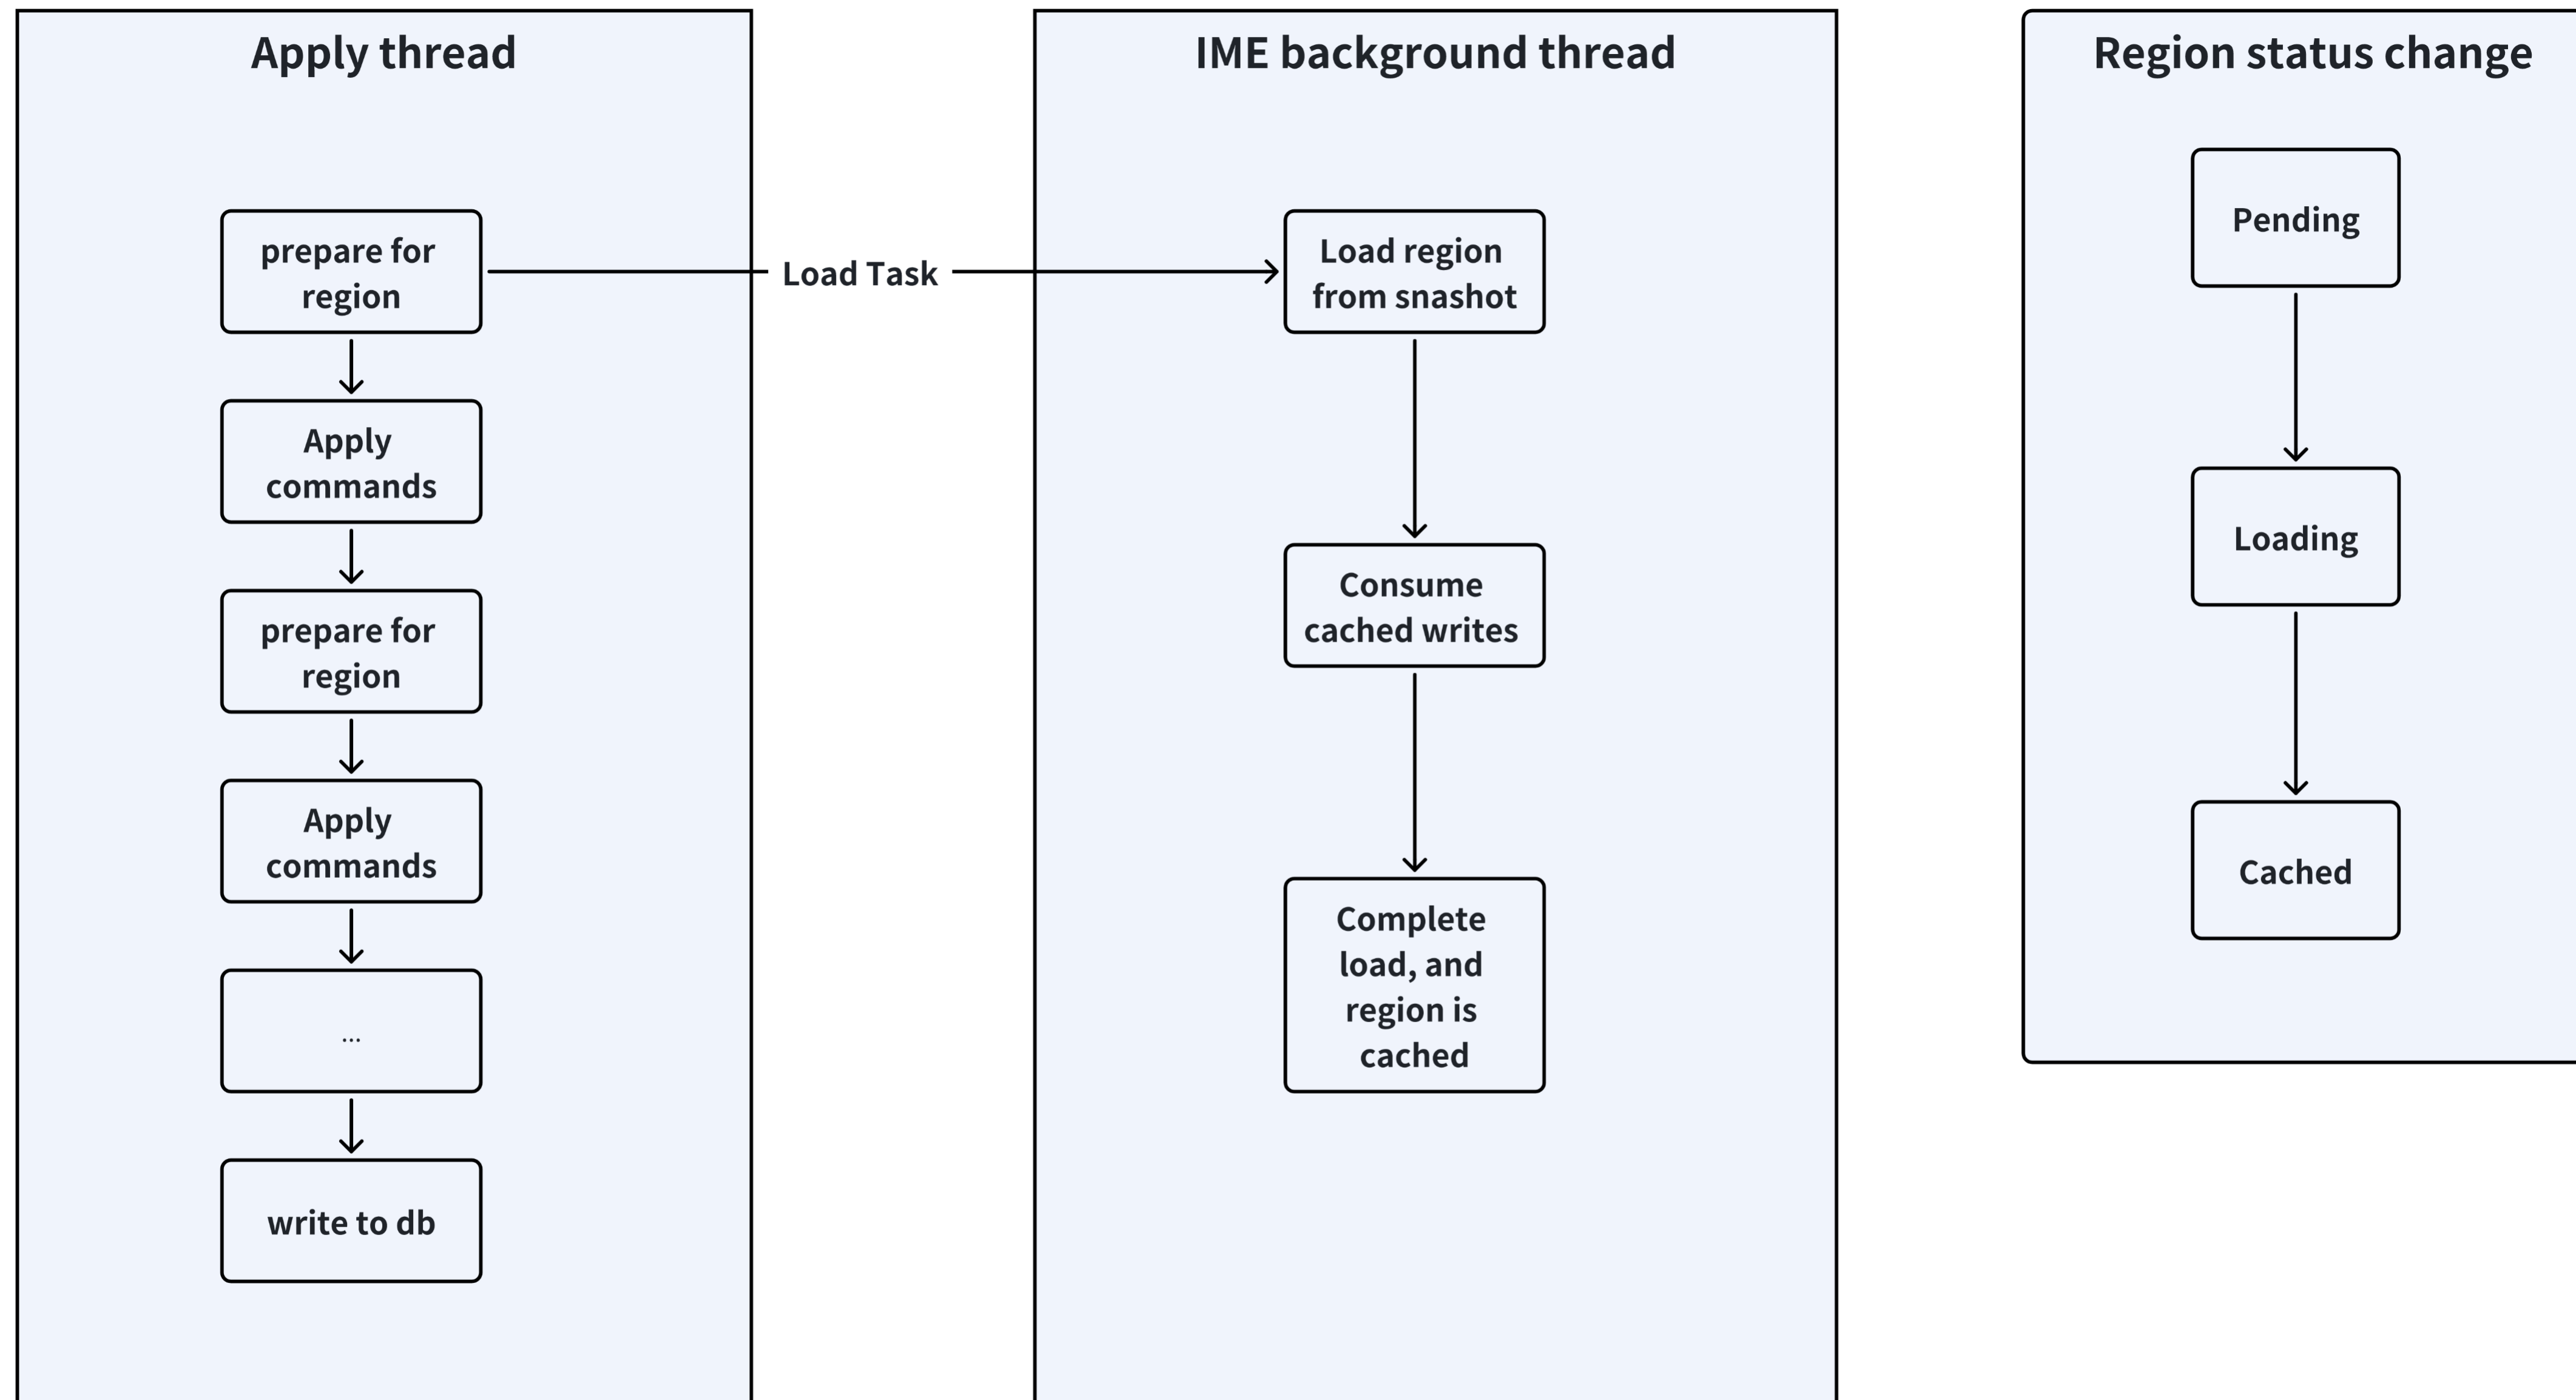 Apply thread
prepare for
region
Apply
commands
prepare for
region
Apply
commands
...
write to db
Load Task
IME background thread
Load region
from snashot
Consume
cached writes
Complete
load, and
region is
cached
Region status change
Pending
Loading
Cached